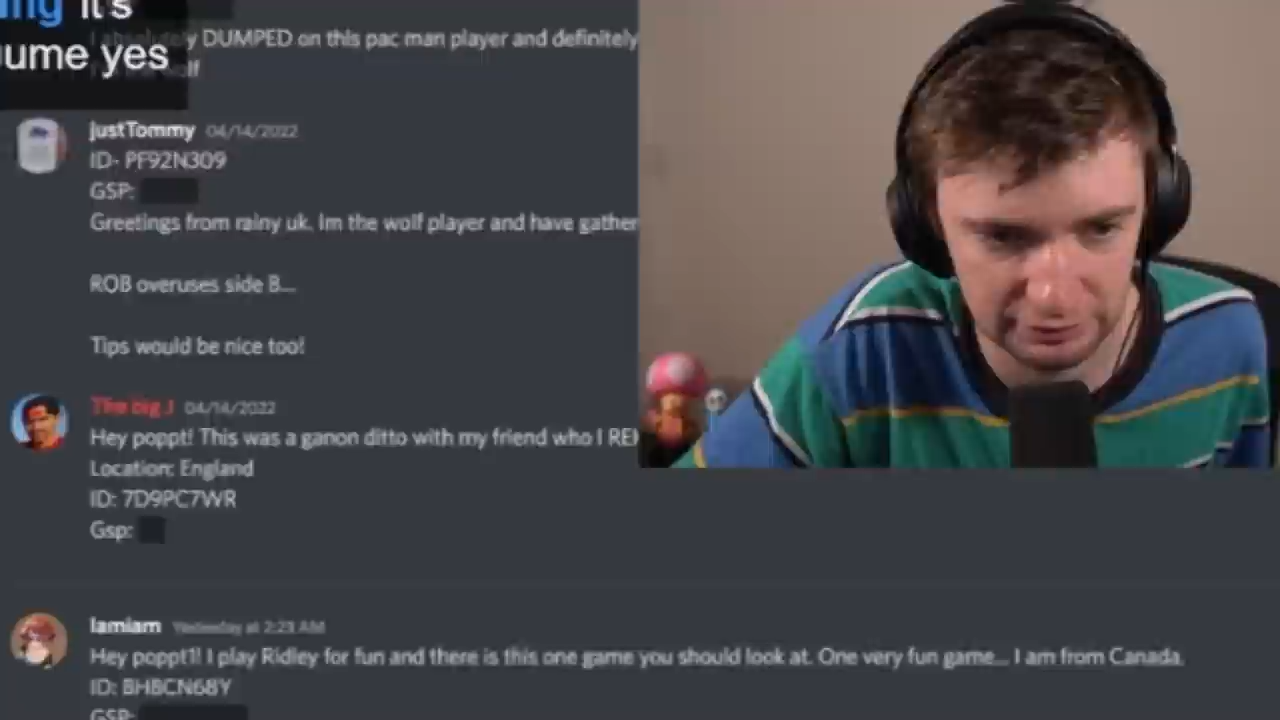 it's
yes
DUMPED on this pac man player and definitely
JustTommy 04/14/2022
ID- PF92N309
GSP:
Greetings from rainy uk. Im the wolf player and have gather
ROB overuses side B...
Tips would be nice too!
The big J 04/14/2022
Hey poppt! This was a ganon ditto with my friend who I
Location: England
ID: 7D9PC7WR
Gsp:
Iamiam Yesterday at 2:23 AM
Hey poppt1! I play Ridley for fun and there is this one game you should look at. One very fun game... I am from Canada.
ID: BHBCN68Y
GSP: